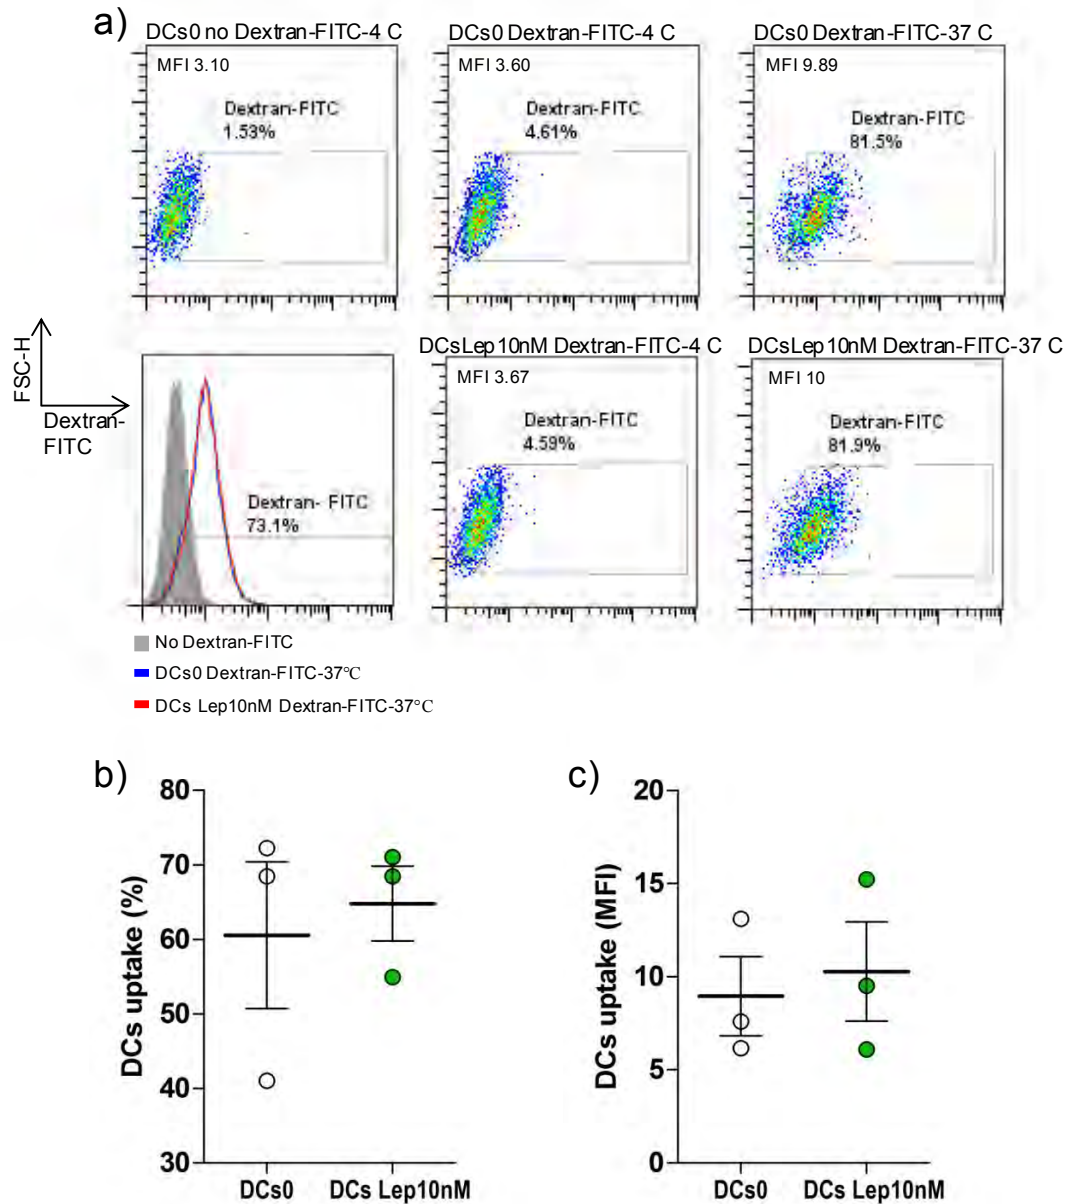 a)
DCs0 no Dextran-FITC-4 C
MFI 3.10
Dextran-FITC
1.53%
DCs0 Dextran-FITC-4 C
MFI 3.60
Dextran-FITC
4.61%
DCs0 Dextran-FITC-37 C
MFI 9.89
Dextran-FITC
81.5%
FSC-H
Dextran-
FITC
Dextran- FITC
73.1%
DCsLep10nM Dextran-FITC-4 C
MFI 3.67
Dextran-FITC
4.59%
DCsLep10nM Dextran-FITC-37 C
MFI 10
Dextran-FITC
81.9%
No Dextran-FITC
DCs0 Dextran-FITC-37°C
DCs Lep10nM Dextran-FITC-37°C
b)
DCs uptake (%)
80
70
60
50
40
30
DCs0
DCs Lep10nM
c)
DCs uptake (MFI)
20
15
10
5
0
DCs0
DCs Lep10nM